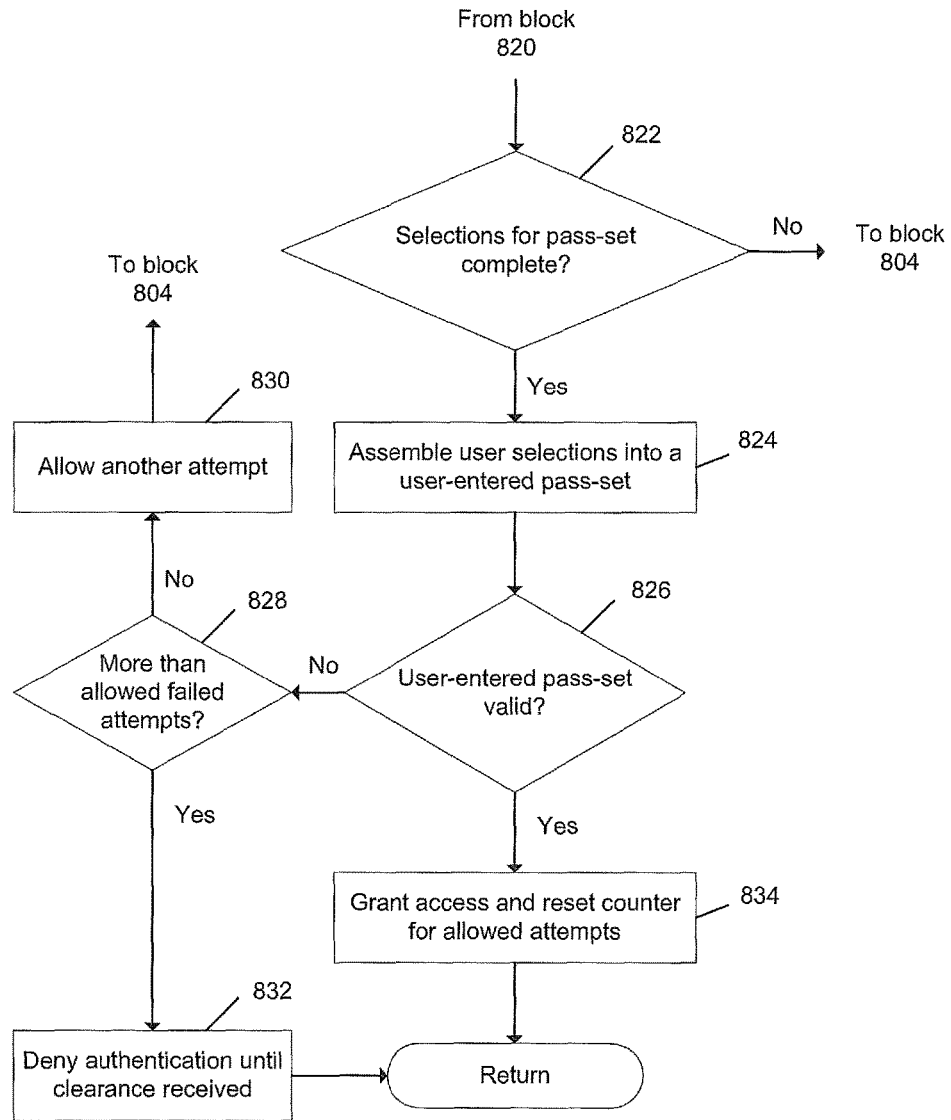 From block
820
822
Selections for pass-set
complete?
No
To block
804
To block
804
Yes
830
Allow another attempt
824
Assemble user selections into a
user-entered pass-set
No
828
826
More than
allowed failed
attempts?
No
User-entered pass-set
valid?
Yes
Yes
Grant access and reset counter
for allowed attempts
834
832
Deny authentication until
clearance received
Return